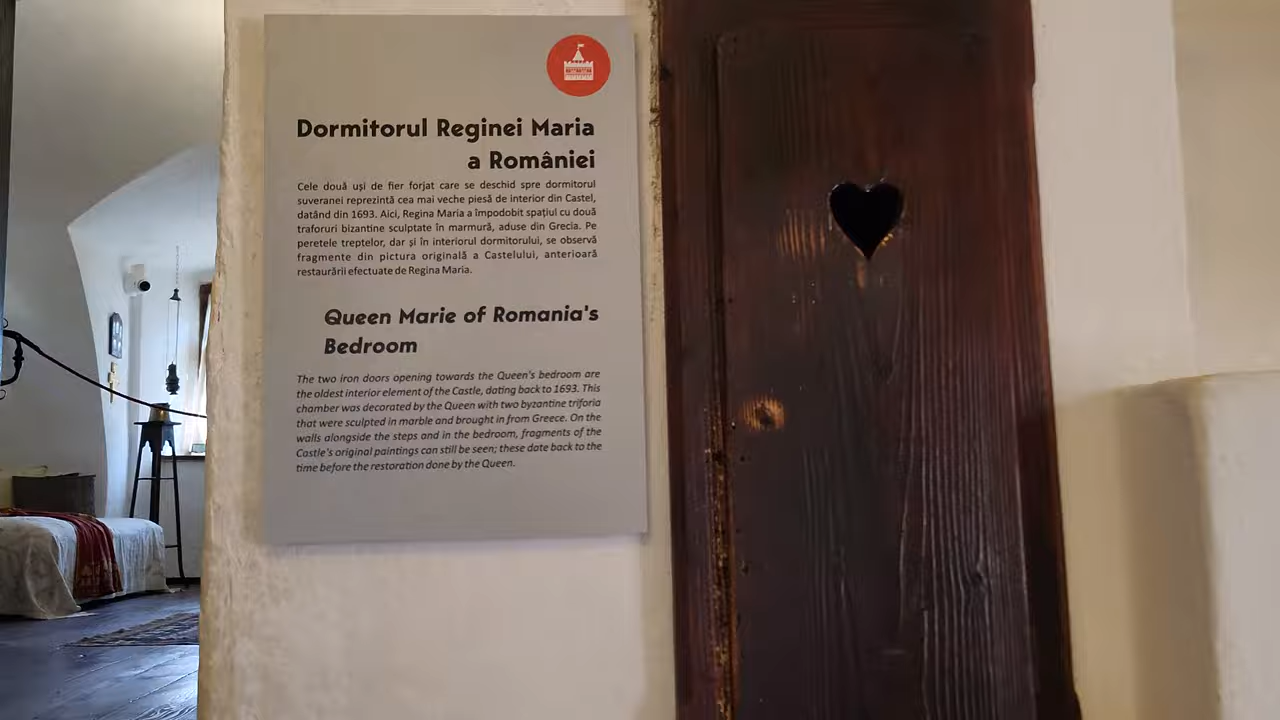 Dormitorul Reginei Maria
a României
Cele două uși de fier forjat care se deschid spre dormitorul
suveranei reprezintă cea mai veche piesă de interior din Castel,
datând din 1693. Aici, Regina Maria a împodobit spațiul cu două
traforuri bizantine sculptate în marmură, aduse din Grecia. Pe
peretele treptelor, dar și în interiorul dormitorului, se observă
fragmente din pictura originală a Castelului, anterioară
restaurării efectuate de Regina Maria.
Queen Marie of Romania's
Bedroom
The two iron doors opening towards the Queen's bedroom are
the oldest interior element of the Castle, dating back to 1693. This
chamber was decorated by the Queen with two byzantine triforia
that were sculpted in marble and brought in from Greece. On the
walls alongside the steps and in the bedroom, fragments of the
Castle's original paintings can still be seen; these date back to the
time before the restoration done by the Queen.